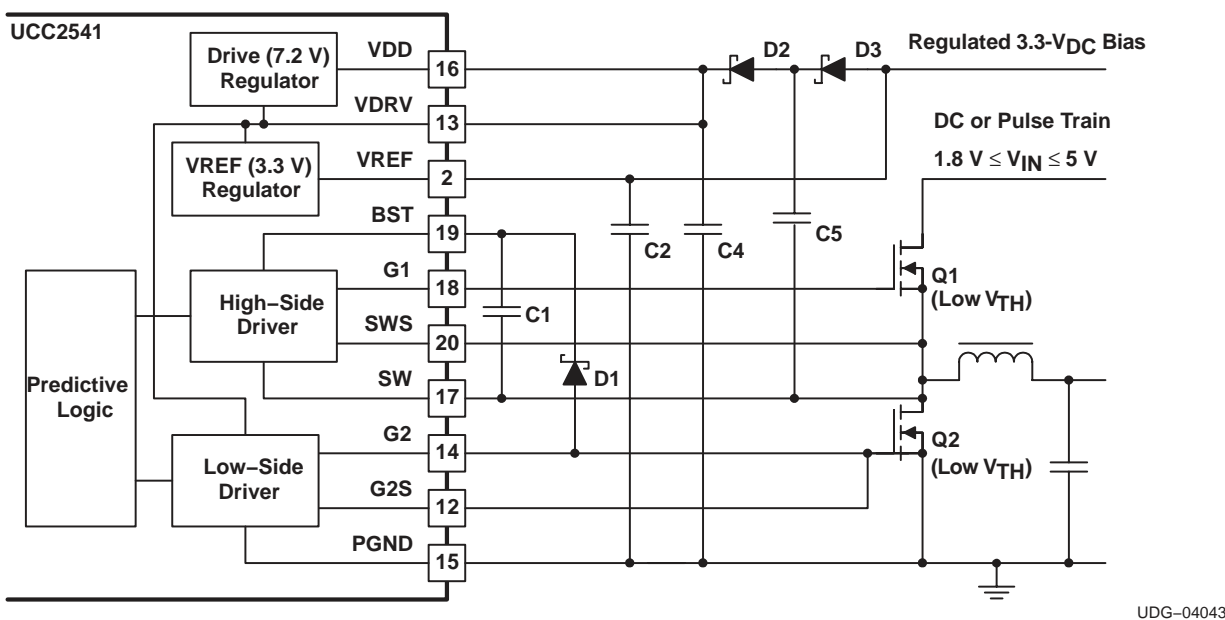 UCC2541
Drive (7.2 V)
Regulator
VDD
16
D2
D3
Regulated 3.3-VDC Bias
VDRV
13
DC or Pulse Train
1.8 V ≤ VIN ≤ 5 V
VREF (3.3 V)
Regulator
VREF
2
BST
19
C2
C4
C5
G1
18
Q1
(Low VTH)
High−Side
Driver
C1
SWS
20
SW
17
D1
Predictive
Logic
G2
14
Q2
(Low VTH)
Low−Side
Driver
G2S
12
PGND
15
UDG−04043